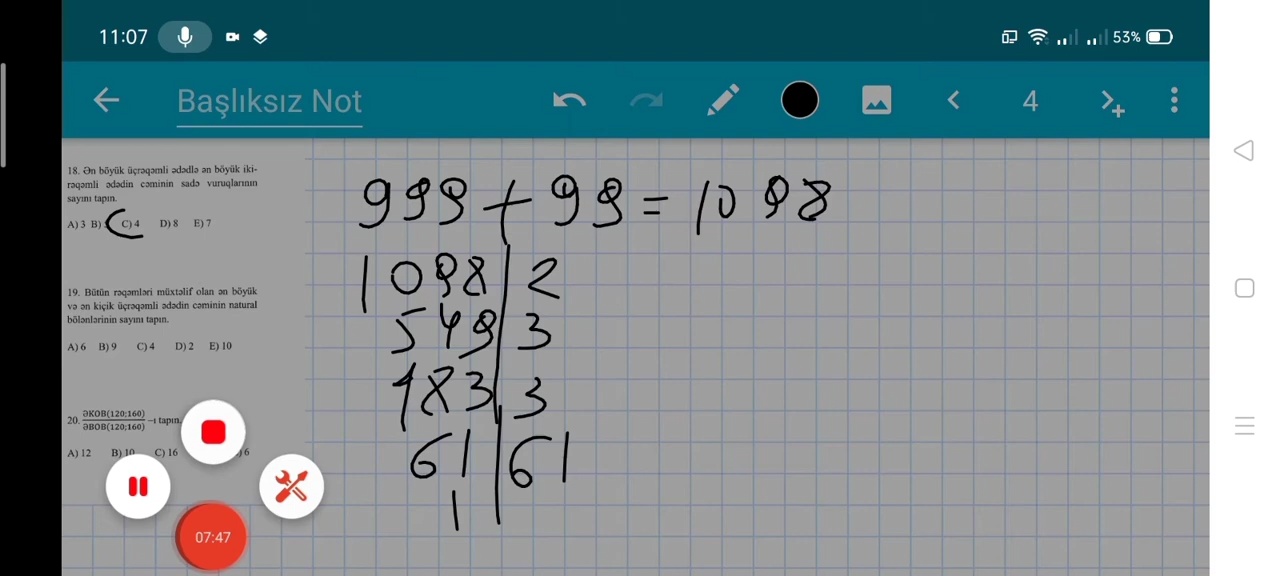 11:07
53%
Başlıksız Not
4
18. Ən böyük üçrəqəmli ədədlə ən böyük iki-
rəqəmli ədədin cəminin sadə vuruqlarının
sayını tapın.
A) 3 B) C) 4 D) 8 E) 7
19. Bütün rəqəmləri müxtəlif olan ən böyük
və ən kiçik üçrəqəmli ədədin cəminin natural
bölənlərinin sayını tapın.
A) 6 B) 9 C) 4 D) 2 E) 10
20. ƏKOB(120;160)
ƏBOB(120;160) –ı tapın.
A) 12 B) 10 C) 16 6
07:47
999 + 99 = 1098
1098 | 2
549 | 3
183 | 3
61 | 61
1 |